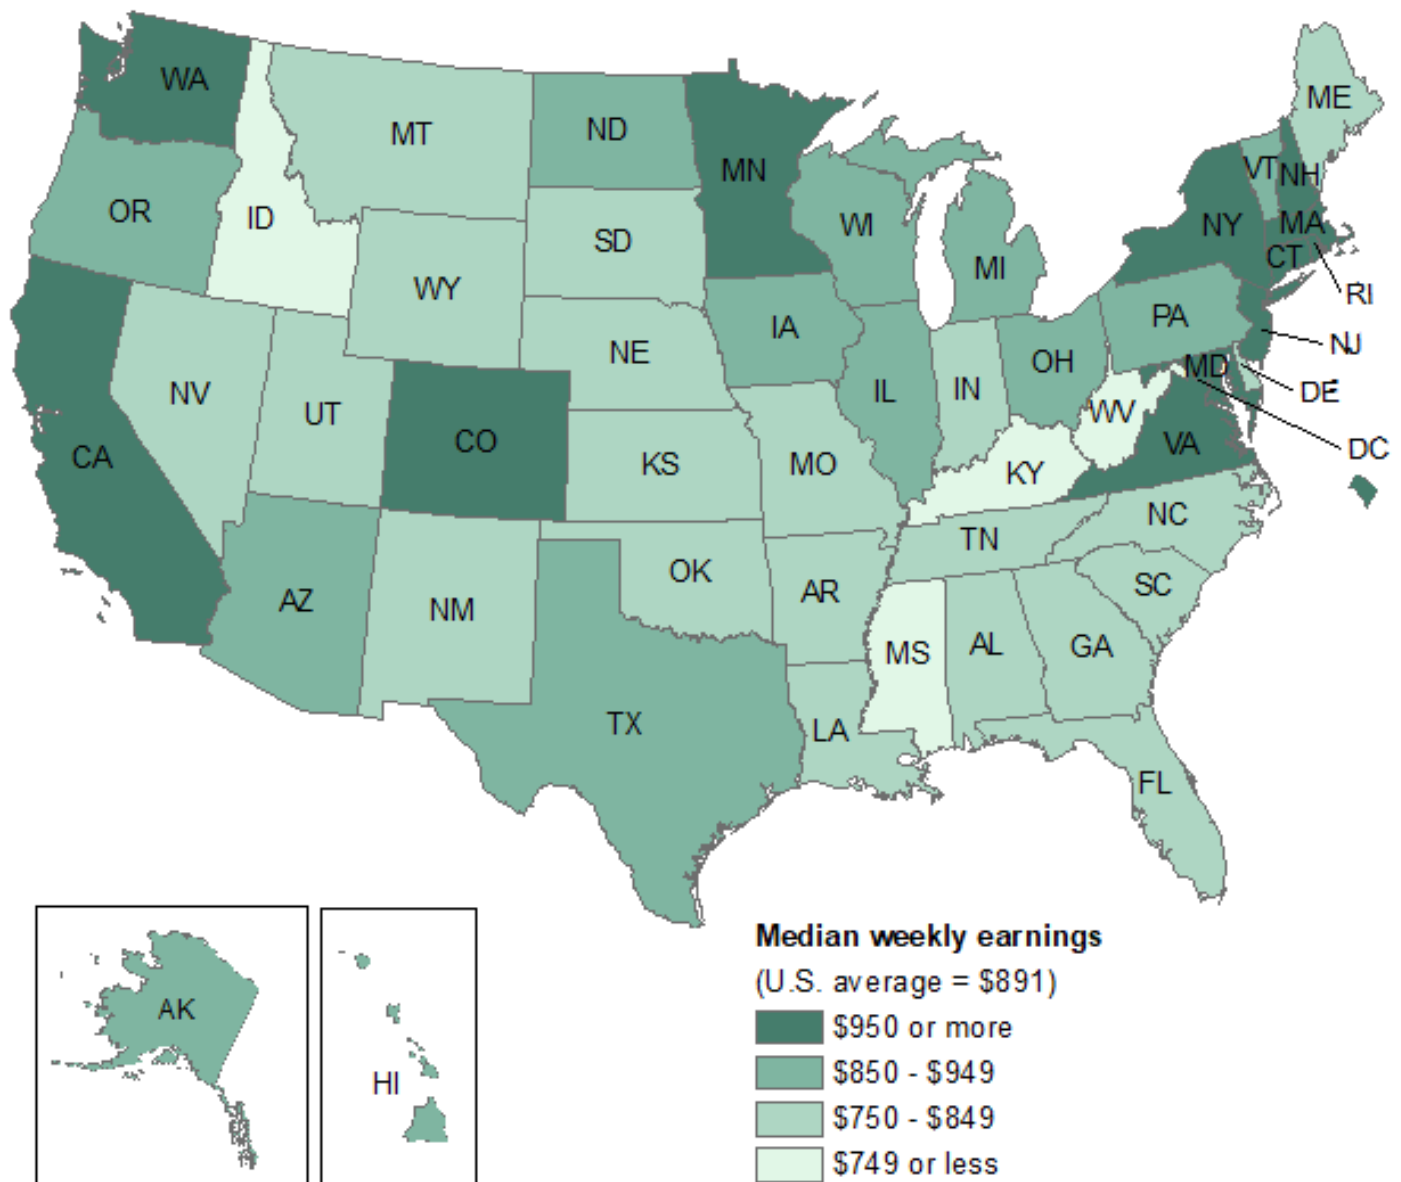 WA
MT
ND
MN
ME
VT
NH
OR
ID
SD
WI
NY
MA
MI
CT
WY
RI
IA
PA
NE
NJ
OH
MD
NV
UT
IL
IN
DE
WV
CO
VA
DC
CA
KS
MO
KY
NC
TN
OK
AR
SC
AZ
NM
MS
AL
GA
TX
LA
FL
AK
HI
Median weekly earnings
(U.S. average = $891)
$950 or more
$850 - $949
$750 - $849
$749 or less